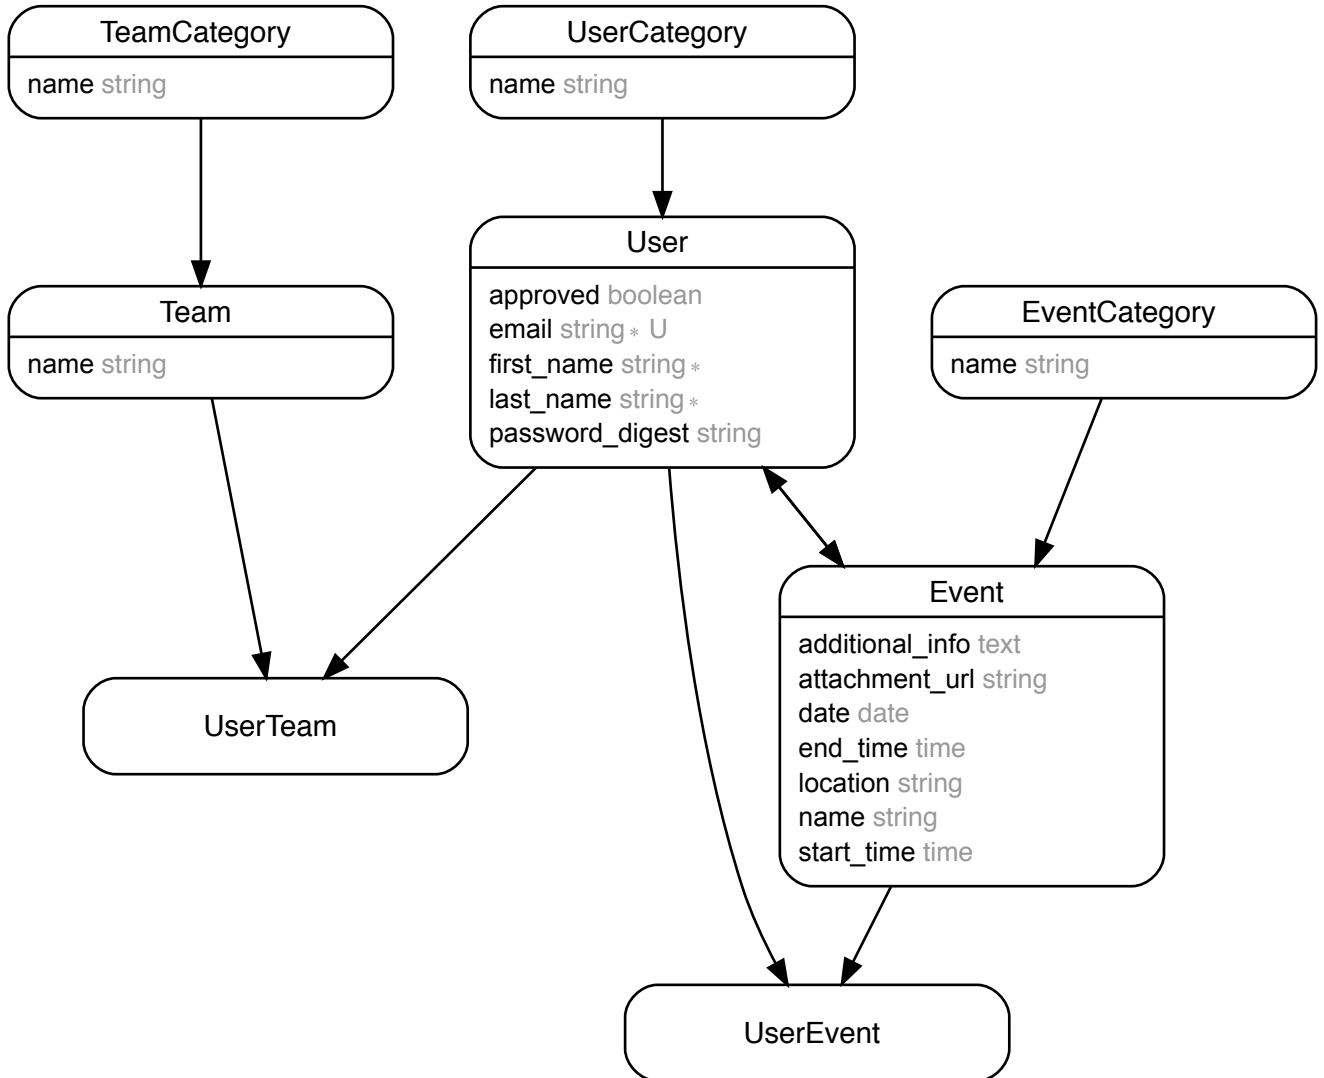 TeamCategory
name string
UserCategory
name string
User
approved boolean
email string∗ U
first_name string∗
last_name string∗
password_digest string
Team
name string
EventCategory
name string
Event
additional_info text
attachment_url string
date date
end_time time
location string
name string
start_time time
UserTeam
UserEvent